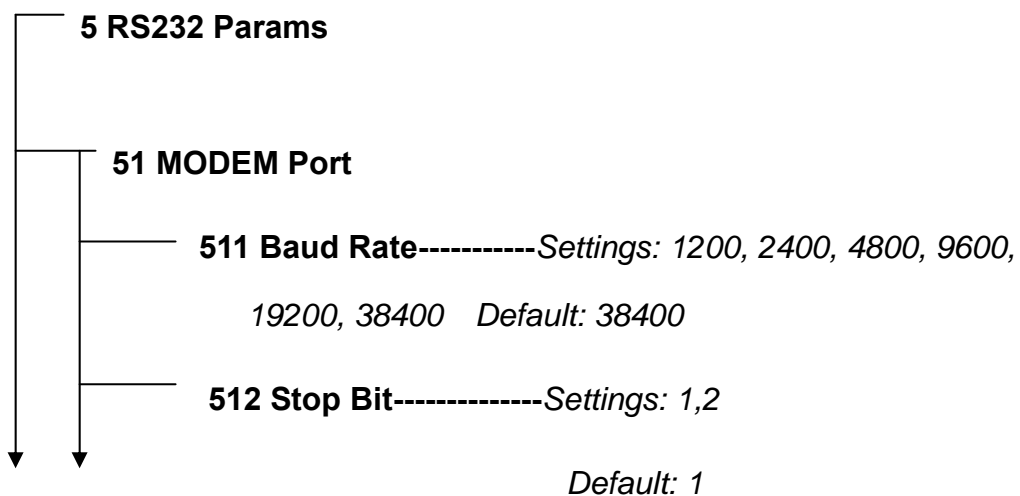 5 RS232 Params
51 MODEM Port
511 Baud Rate-----------Settings: 1200, 2400, 4800, 9600,
19200, 38400 Default: 38400
512 Stop Bit--------------Settings: 1,2
Default: 1